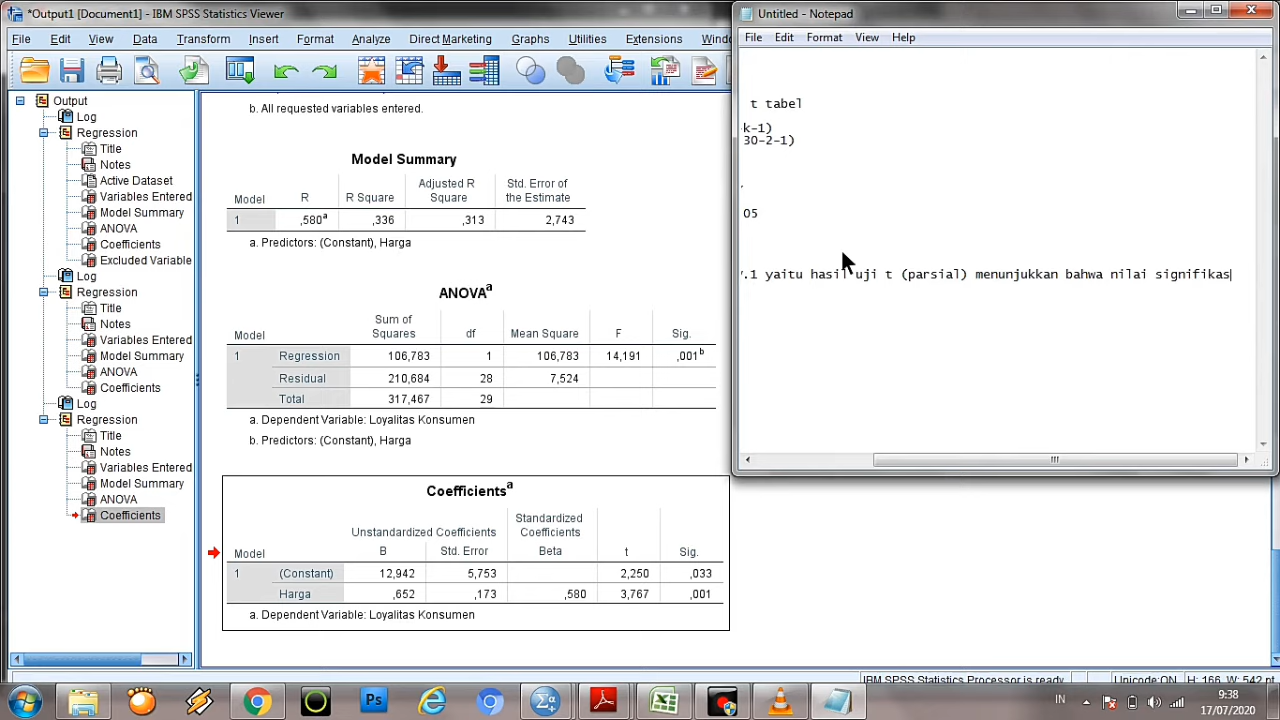 *Output1 [Document1] - IBM SPSS Statistics Viewer
File Edit View Data Transform Insert Format Analyze Direct Marketing Graphs Utilities Extensions Windo
Output
Log
Regression
Title
Notes
Active Dataset
Variables Entered
Model Summary
ANOVA
Coefficients
Excluded Variable
Log
Regression
Title
Notes
Variables Entered
Model Summary
ANOVA
Coefficients
Log
Regression
Title
Notes
Variables Entered
Model Summary
ANOVA
Coefficients
b. All requested variables entered.
Model Summary
Model R R Square Adjusted R Square Std. Error of the Estimate
1 ,580a ,336 ,313 2,743
a. Predictors: (Constant), Harga
ANOVAa
Model Sum of Squares df Mean Square F Sig.
1 Regression 106,783 1 106,783 14,191 ,001b
Residual 210,684 28 7,524
Total 317,467 29
a. Dependent Variable: Loyalitas Konsumen
b. Predictors: (Constant), Harga
Coefficientsa
Unstandardized Coefficients Standardized Coefficients
Model B Std. Error Beta t Sig.
1 (Constant) 12,942 5,753 2,250 ,033
Harga ,652 ,173 ,580 3,767 ,001
a. Dependent Variable: Loyalitas Konsumen
Untitled - Notepad
File Edit Format View Help
t tabel
k-1)
30-2-1)
05
.1 yaitu hasil uji t (parsial) menunjukkan bahwa nilai signifikas
IBM SPSS Statistics Processor is ready
Unicode:ON
H: 166, W: 542 pt
IN
9:38
17/07/2020